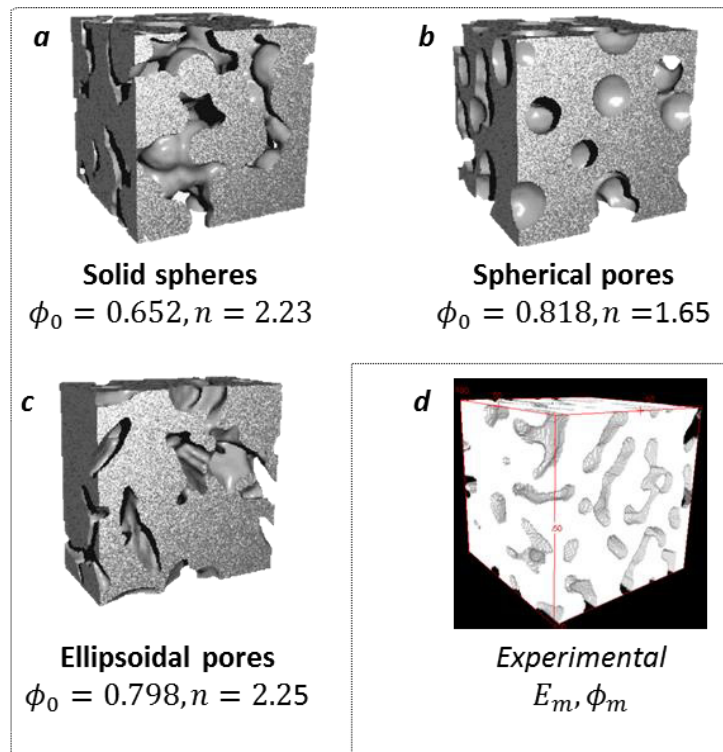 a
Solid spheres
ϕ₀ = 0.652, n = 2.23
b
Spherical pores
ϕ₀ = 0.818, n =1.65
c
Ellipsoidal pores
ϕ₀ = 0.798, n = 2.25
d
Experimental
Eₘ, ϕₘ